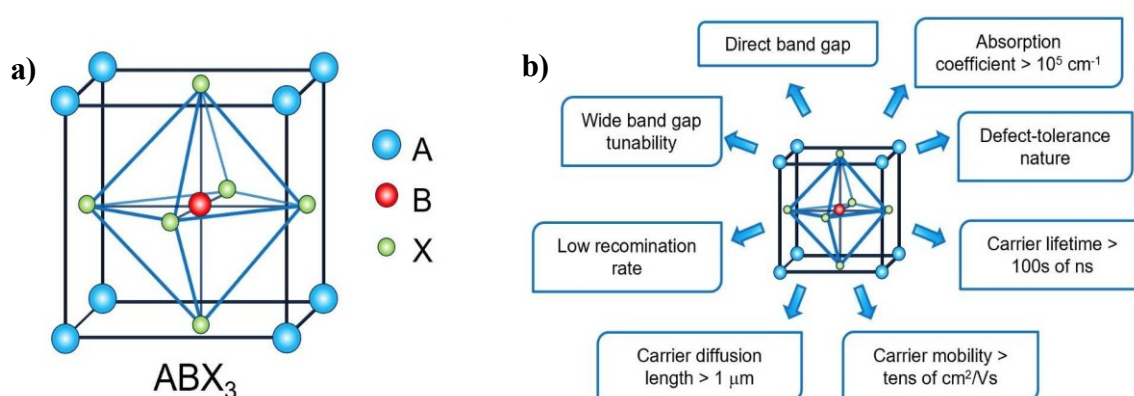 a)
A
B
X
ABX₃
b)
Direct band gap
Absorption
coefficient > 10⁵ cm⁻¹
Wide band gap
tunability
Defect-tolerance
nature
Low recomination
rate
Carrier lifetime >
100s of ns
Carrier diffusion
length > 1 μm
Carrier mobility >
tens of cm²/Vs